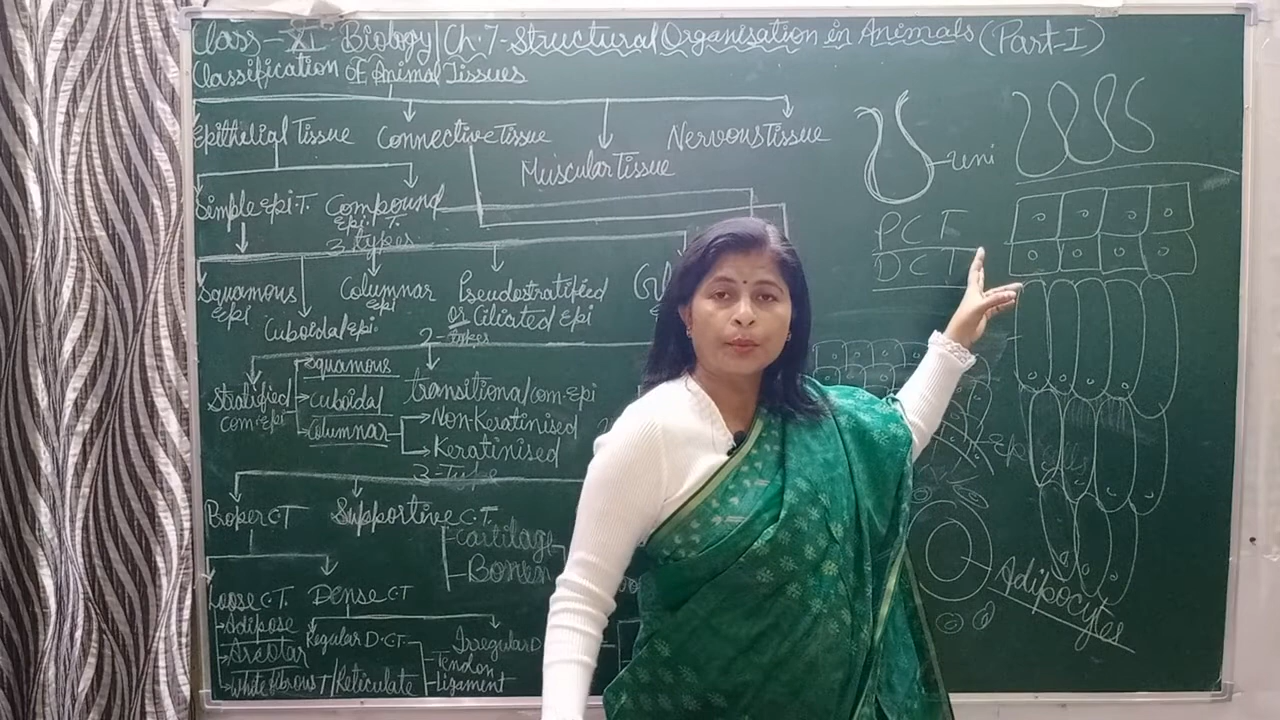 Class - XI Biology/Ch.7-Structural Organisation in Animals (Part-I)
Classification Of Animal Tissues
Epithelial Tissue Connective Tissue Muscular Tissue Nervous Tissue
Simple Epi.T. Compound Epi.T.
3 types
Squamous Epi Cuboidal Epi. Columnar Epi Pseudostratified Or Ciliated Epi
2-types
Stratified com.Epi transitional com.Epi
Squamous
Cuboidal
Columnar
Non-Keratinised
Keratinised
3-Type
Proper CT Supportive C.T.
Cartilage
Loose C.T. Dense CT
Adipose
Areolar
White fibrous T/Reticulate
Regular D.CT Irregular D
Tendon
Ligament
Uni
PCT
DCT
Adipocytes